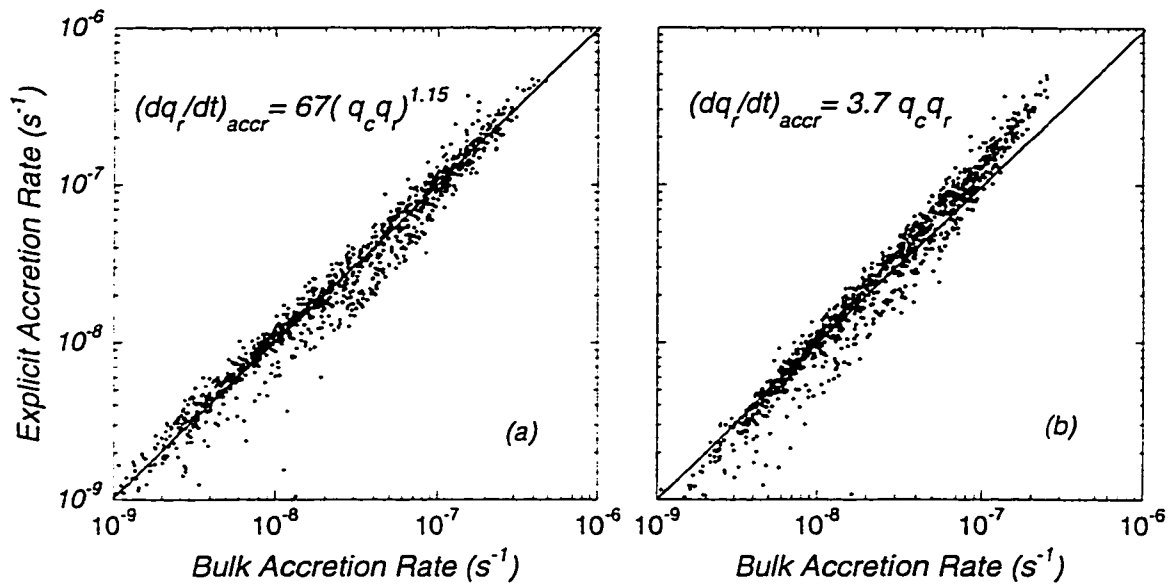 Explicit Accretion Rate (s⁻¹)
10⁻⁶
10⁻⁷
10⁻⁸
10⁻⁹
(dq_r/dt)_accr = 67( q_c q_r )^1.15
(a)
10⁻⁹ 10⁻⁸ 10⁻⁷ 10⁻⁶
Bulk Accretion Rate (s⁻¹)
(dq_r/dt)_accr = 3.7 q_c q_r
(b)
10⁻⁹ 10⁻⁸ 10⁻⁷ 10⁻⁶
Bulk Accretion Rate (s⁻¹)